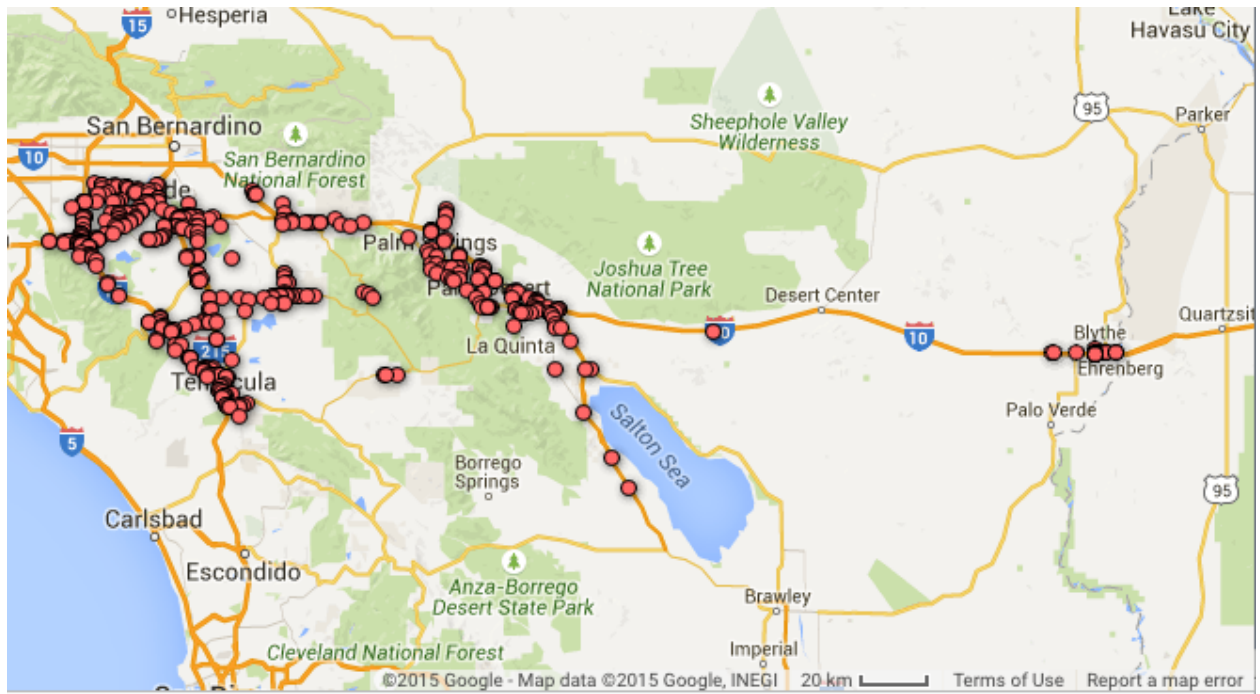 Hesperia
15
Lake
Havasu City
95
Parker
San Bernardino
10
Sheephole Valley
Wilderness
San Bernardino
National Forest
Palm Springs
Joshua Tree
National Park
Desert Center
Quartzsit
10
Blythe
Ehrenberg
La Quinta
215
Temecula
Palo Verde
5
Salton Sea
Borrego
Springs
95
Carlsbad
Escondido
Anza-Borrego
Desert State Park
Brawley
Imperial
Cleveland National Forest
©2015 Google - Map data ©2015 Google, INEGI 20 km Terms of Use Report a map error